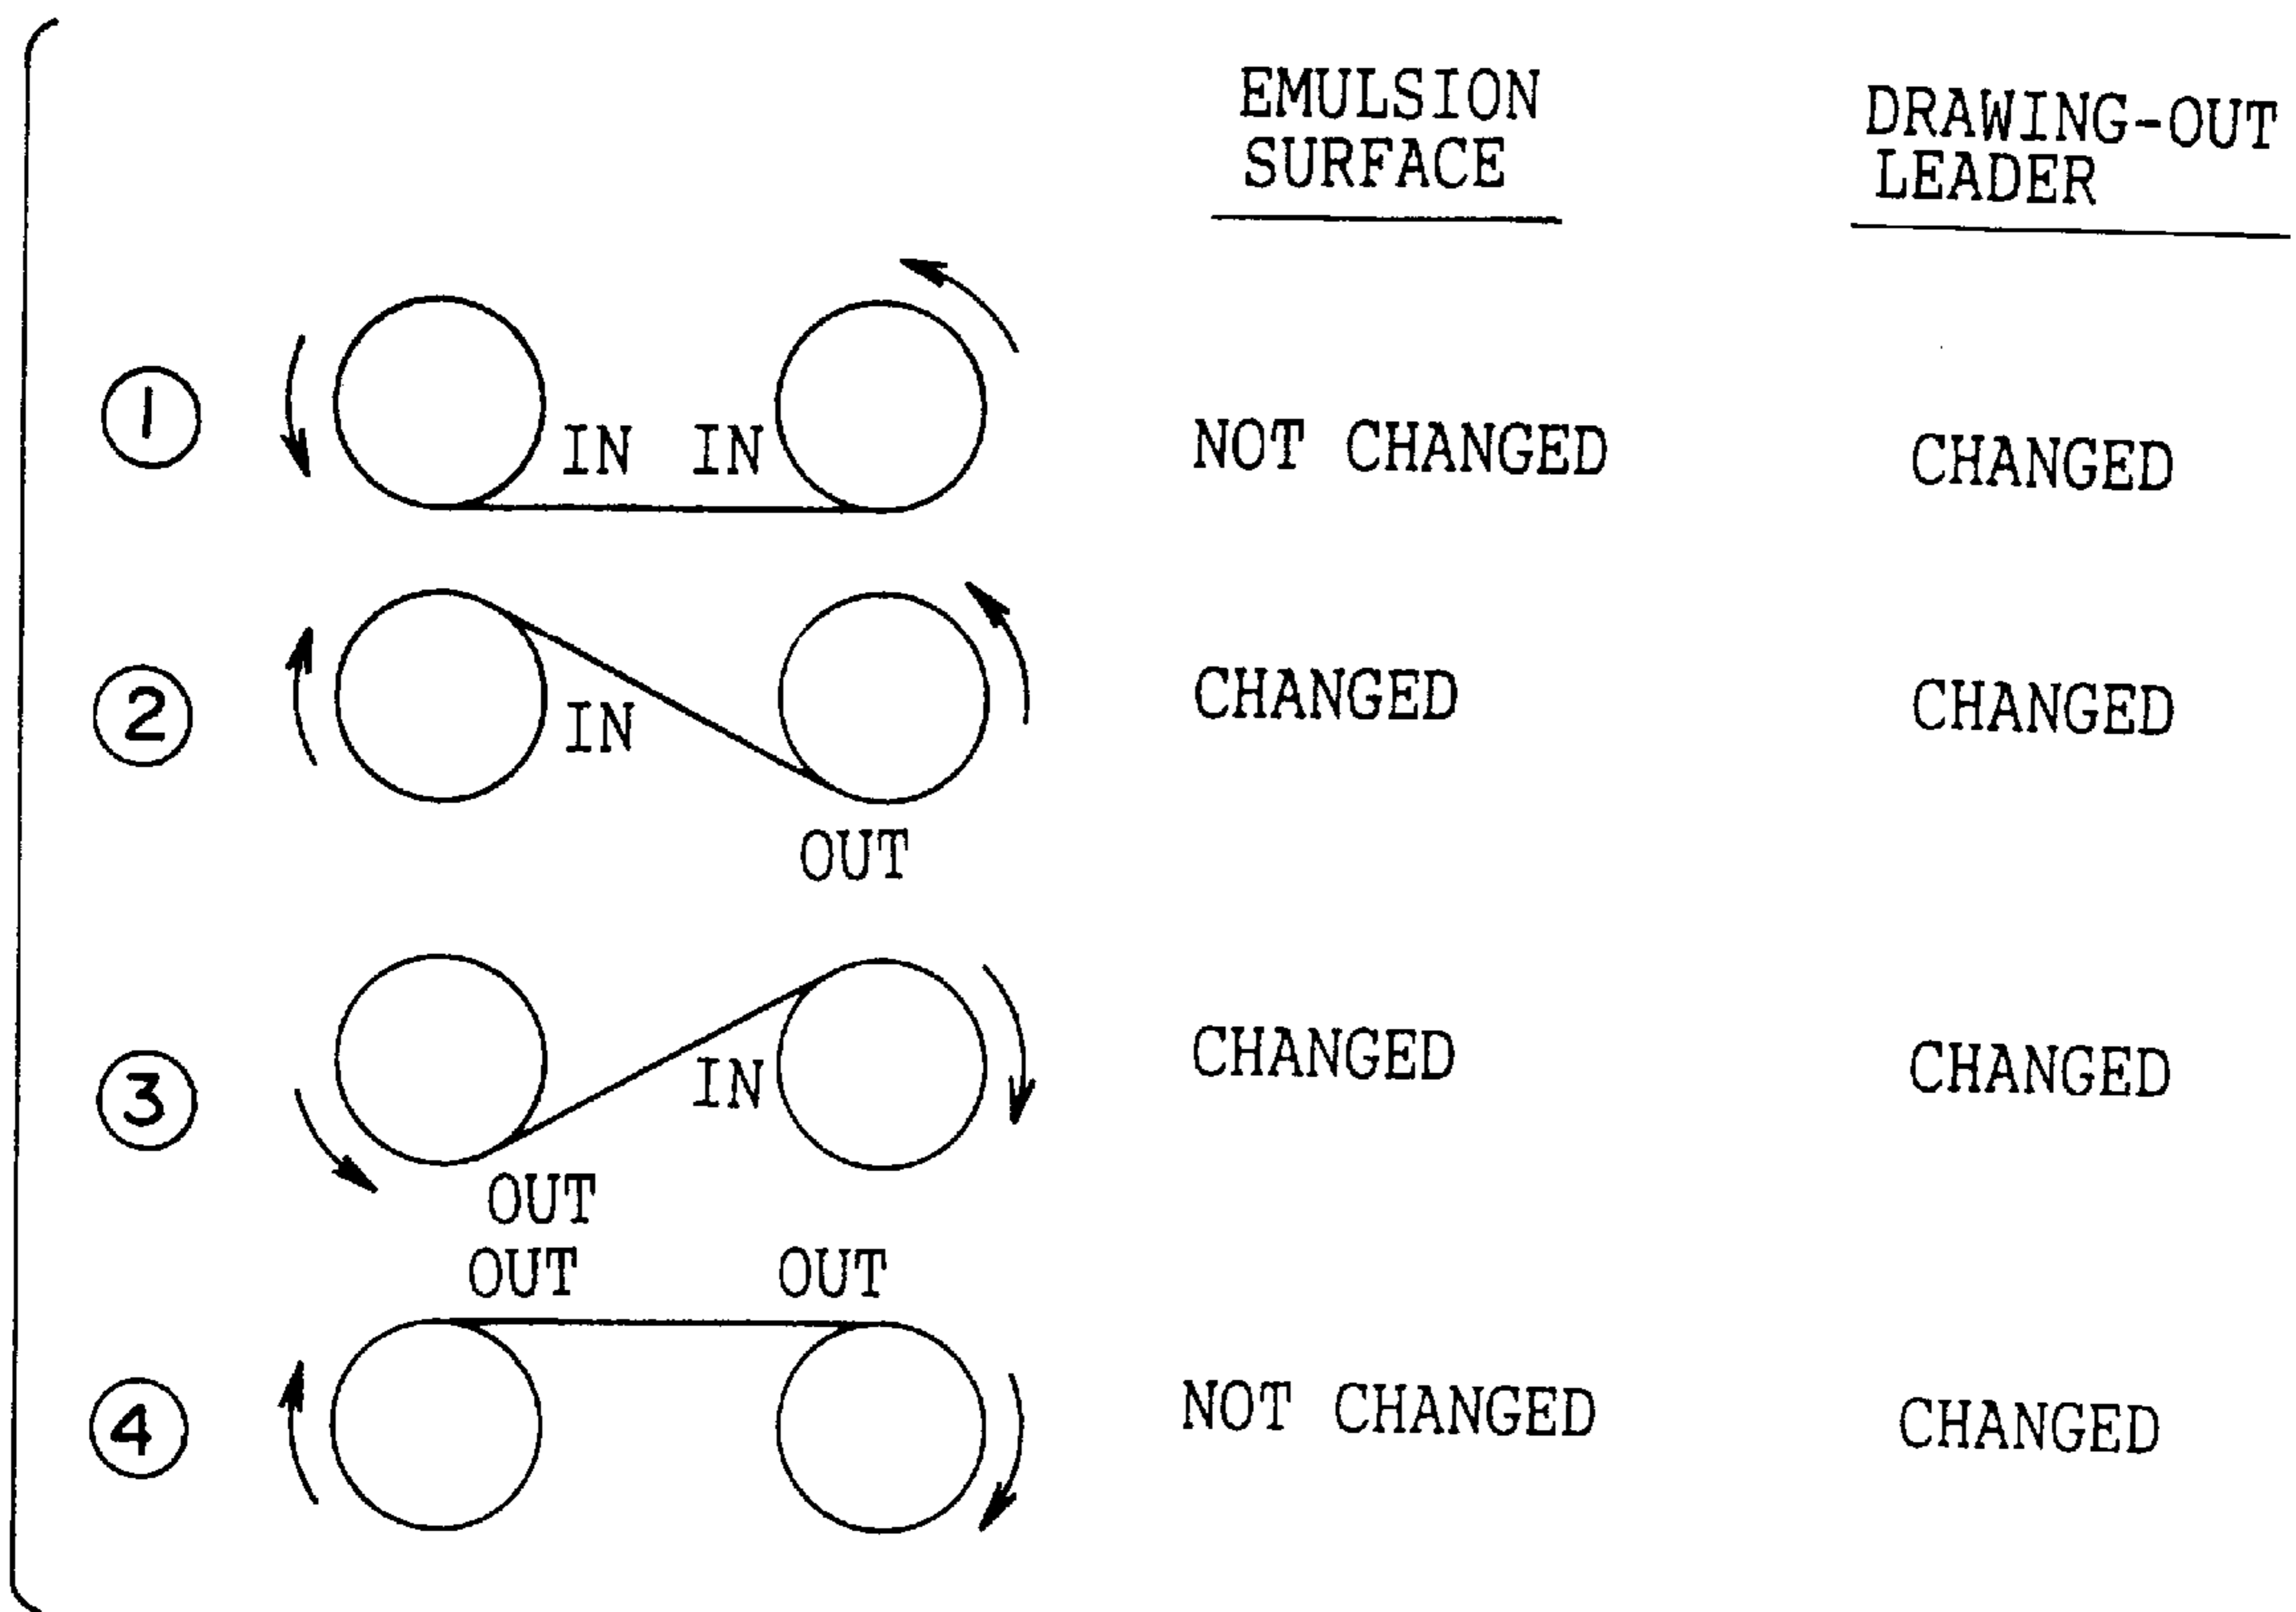 EMULSION
SURFACE
DRAWING-OUT
LEADER
1
IN IN
NOT CHANGED
CHANGED
2
IN
OUT
CHANGED
CHANGED
3
IN
OUT
CHANGED
CHANGED
OUT OUT
4
NOT CHANGED
CHANGED